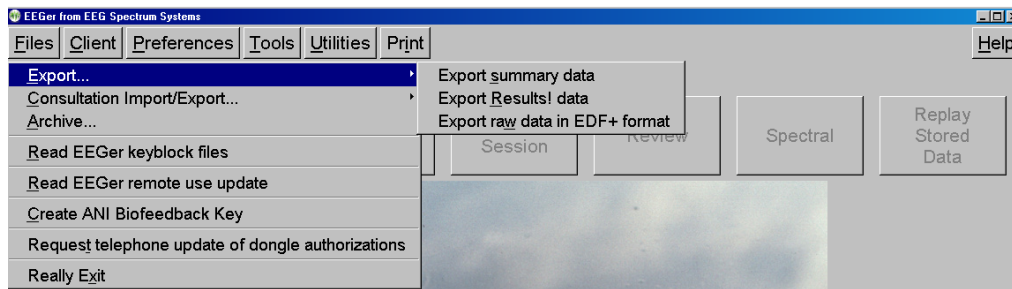 EEGer from EEG Spectrum Systems
Files Client Preferences Tools Utilities Print Help
Export...
Export summary data
Consultation Import/Export...
Export Results! data
Archive...
Export raw data in EDF+ format
Read EEGer keyblock files
Read EEGer remote use update
Create ANI Biofeedback Key
Request telephone update of dongle authorizations
Really Exit
Session
Review
Spectral
Replay
Stored
Data